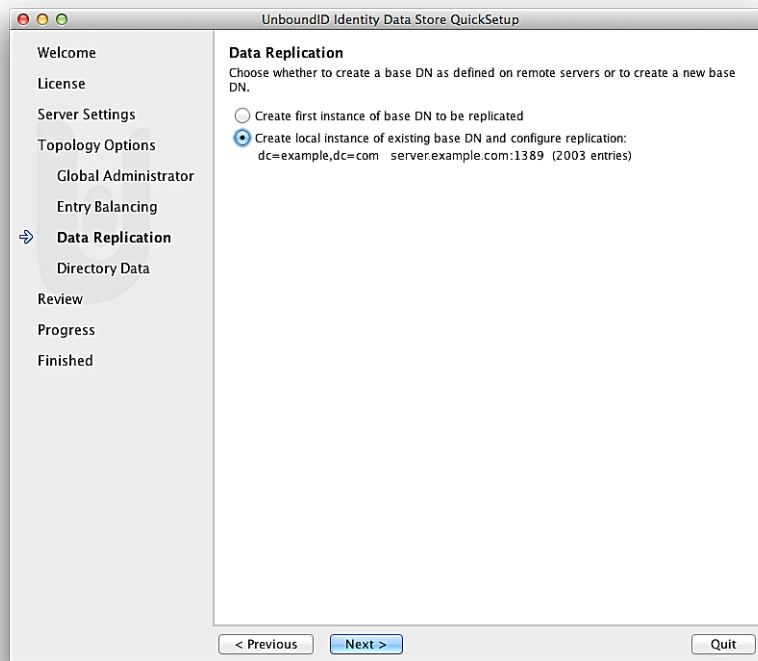 UnboundID Identity Data Store QuickSetup
Welcome
License
Server Settings
Topology Options
Global Administrator
Entry Balancing
Data Replication
Directory Data
Review
Progress
Finished
Data Replication
Choose whether to create a base DN as defined on remote servers or to create a new base
DN.
Create first instance of base DN to be replicated
Create local instance of existing base DN and configure replication:
dc=example,dc=com server.example.com:1389 (2003 entries)
< Previous
Next >
Quit